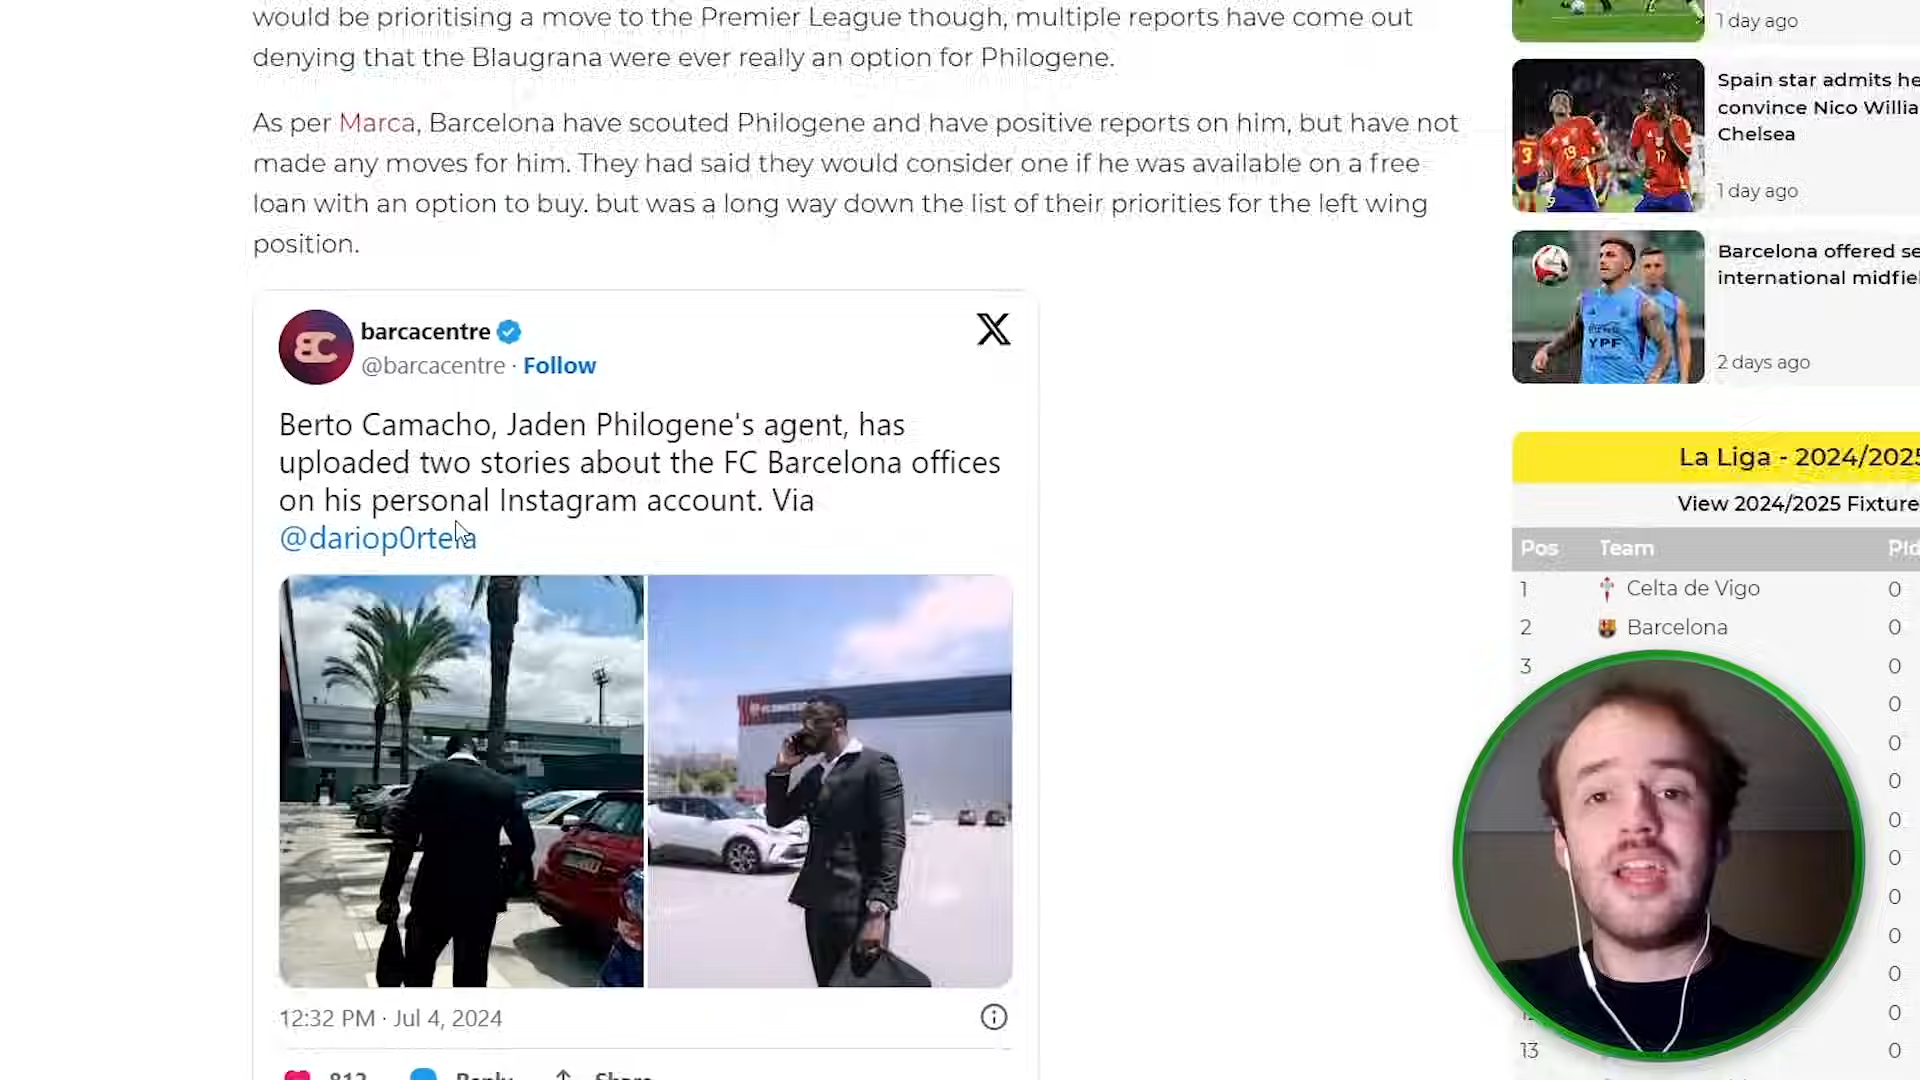 would be prioritising a move to the Premier League though, multiple reports have come out
denying that the Blaugrana were ever really an option for Philogene.
As per Marca, Barcelona have scouted Philogene and have positive reports on him, but have not
made any moves for him. They had said they would consider one if he was available on a free
loan with an option to buy. but was a long way down the list of their priorities for the left wing
position.
barcacentre
@barcacentre · Follow
Berto Camacho, Jaden Philogene's agent, has
uploaded two stories about the FC Barcelona offices
on his personal Instagram account. Via
@dariop0rtela
12:32 PM · Jul 4, 2024
813 Reply Share
1 day ago
Spain star admits he
convince Nico Willia
Chelsea
1 day ago
YPF
Barcelona offered se
international midfie
2 days ago
La Liga - 2024/2025
View 2024/2025 Fixture
Pos Team Pld
1 Celta de Vigo 0
2 Barcelona 0
3 0
0
0
0
0
0
0
0
0
12 0
13 0